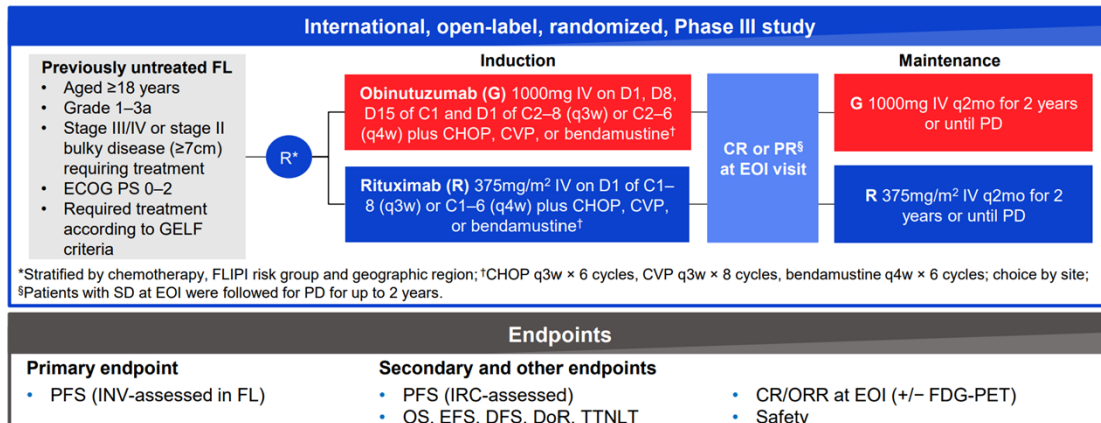 International, open-label, randomized, Phase III study
Previously untreated FL
• Aged ≥18 years
• Grade 1–3a
• Stage III/IV or stage II
bulky disease (≥7cm)
requiring treatment
• ECOG PS 0–2
• Required treatment
according to GELF
criteria
R*
Induction
Obinutuzumab (G) 1000mg IV on D1, D8,
D15 of C1 and D1 of C2–8 (q3w) or C2–6
(q4w) plus CHOP, CVP, or bendamustine†
Rituximab (R) 375mg/m² IV on D1 of C1–
8 (q3w) or C1–6 (q4w) plus CHOP, CVP,
or bendamustine†
CR or PR§
at EOI visit
Maintenance
G 1000mg IV q2mo for 2 years
or until PD
R 375mg/m² IV q2mo for 2
years or until PD
*Stratified by chemotherapy, FLIPI risk group and geographic region; †CHOP q3w × 6 cycles, CVP q3w × 8 cycles, bendamustine q4w × 6 cycles; choice by site;
§Patients with SD at EOI were followed for PD for up to 2 years.
Endpoints
Primary endpoint
• PFS (INV-assessed in FL)
Secondary and other endpoints
• PFS (IRC-assessed)
• OS, EFS, DFS, DoR, TTNLT
• CR/ORR at EOI (+/− FDG-PET)
• Safety